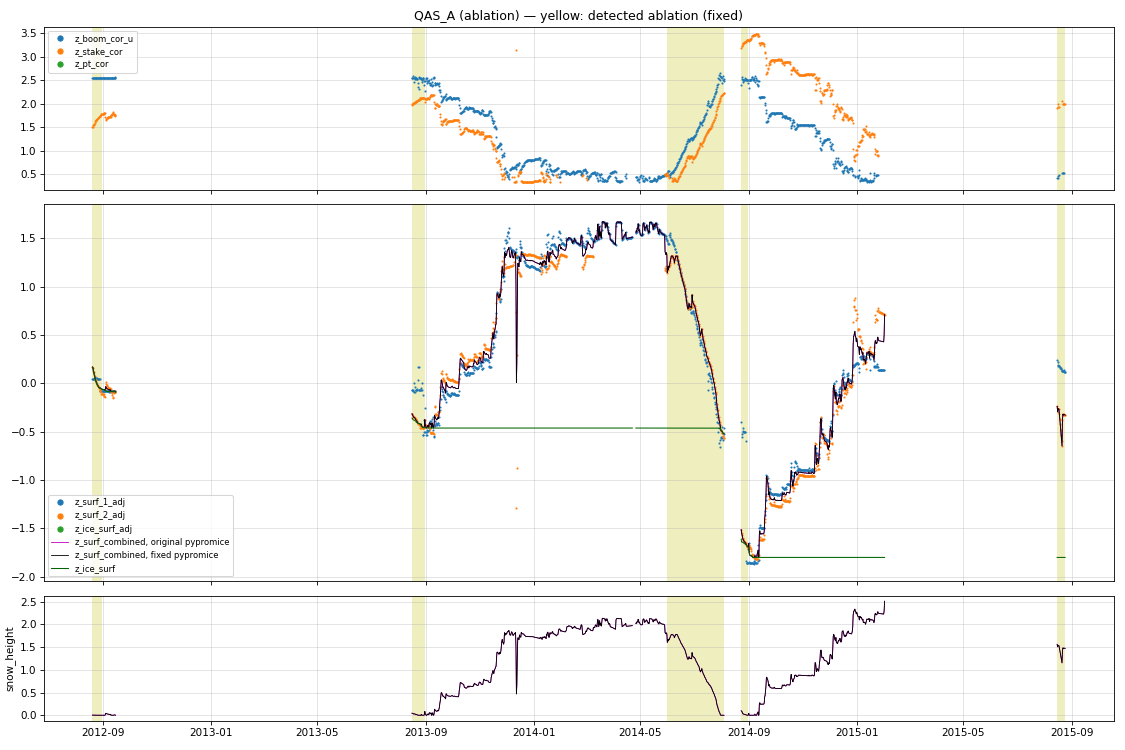 QAS_A (ablation) — yellow: detected ablation (fixed)
3.5
3.0
2.5
2.0
1.5
1.0
0.5
z_boom_cor_u
z_stake_cor
z_pt_cor
1.5
1.0
0.5
0.0
−0.5
−1.0
−1.5
−2.0
z_surf_1_adj
z_surf_2_adj
z_ice_surf_adj
z_surf_combined, original pypromice
z_surf_combined, fixed pypromice
z_ice_surf
snow_height
2.5
2.0
1.5
1.0
0.5
0.0
2012-09 2013-01 2013-05 2013-09 2014-01 2014-05 2014-09 2015-01 2015-05 2015-09